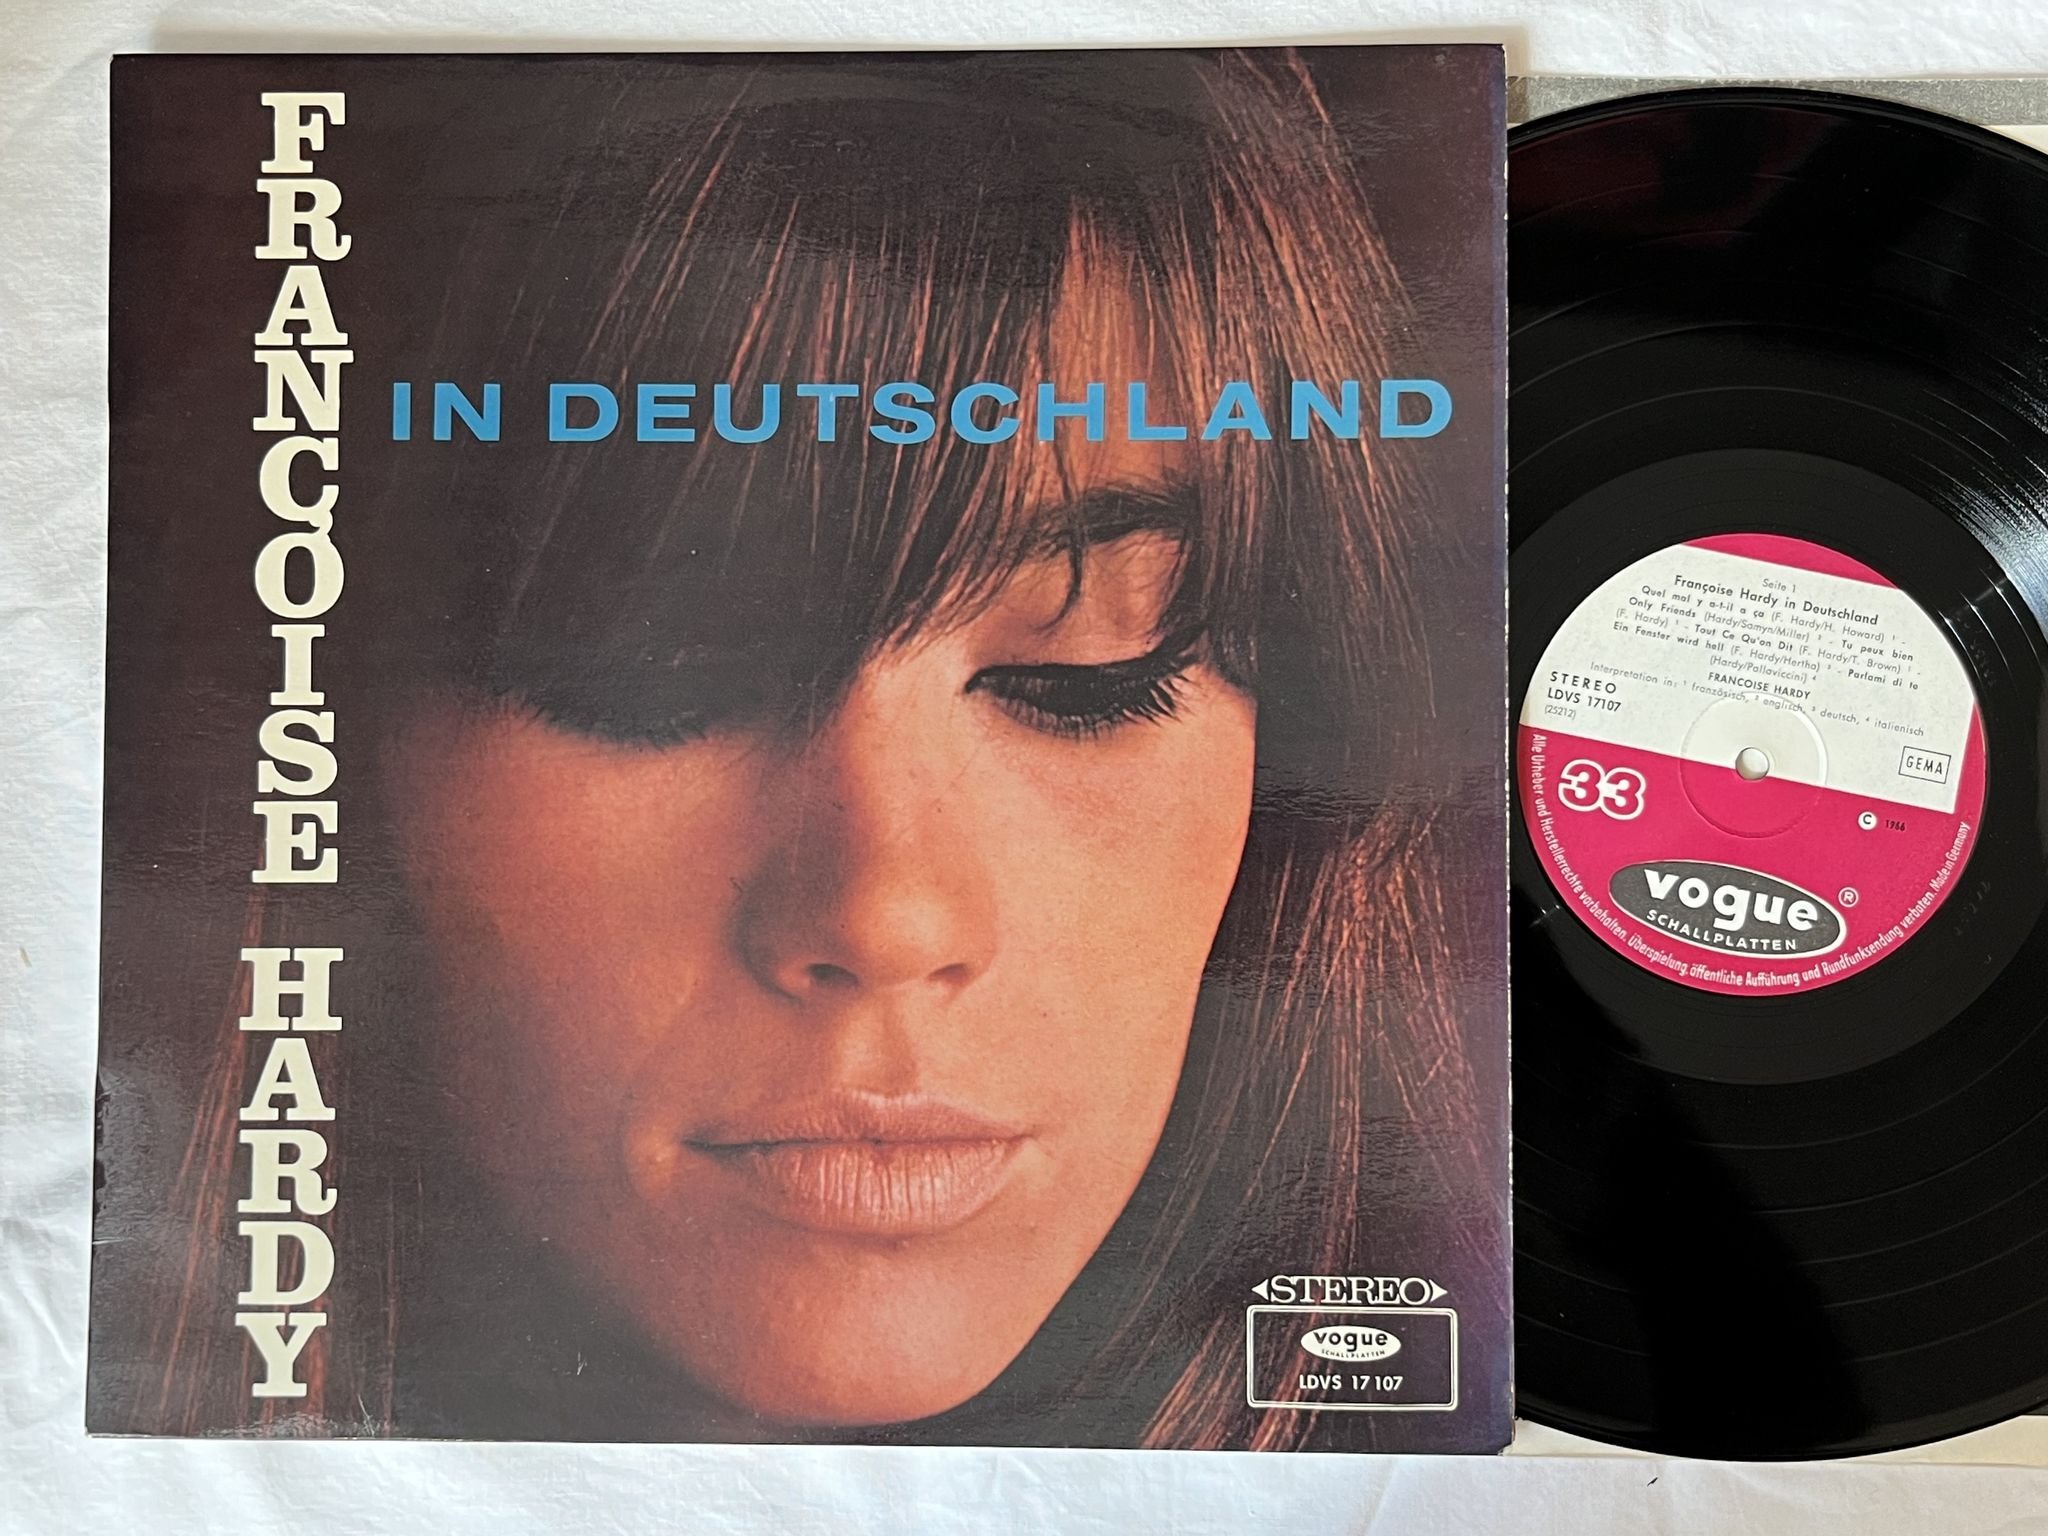 FRANÇOISE HARDY
IN DEUTSCHLAND
STEREO
vogue
SCHALLPLATTEN
LDVS 17107
Seite 1
Françoise Hardy in Deutschland
Quel mal y a-t-il a ça (F. Hardy/H. Howard) ¹ -
Only Friends (Hardy/Samyn/Miller) ² - Tu peux bien
(F. Hardy) ¹ - Tout Ce Qu'on Dit (F. Hardy/T. Brown) ¹
Ein Fenster wird hell (F. Hardy/Hertha) ³ - Parlami di te
(Hardy/Pallaviccini) ⁴
FRANCOISE HARDY
Interpretation in: ¹ französisch, ² englisch, ³ deutsch, ⁴ italienisch
STEREO
LDVS 17107
(25212)
GEMA
33
C 1966
vogue ®
SCHALLPLATTEN
Alle Urheber- und Herstellerrechte vorbehalten. Überspielung, öffentliche Aufführung und Rundfunksendung verboten. Made in Germany